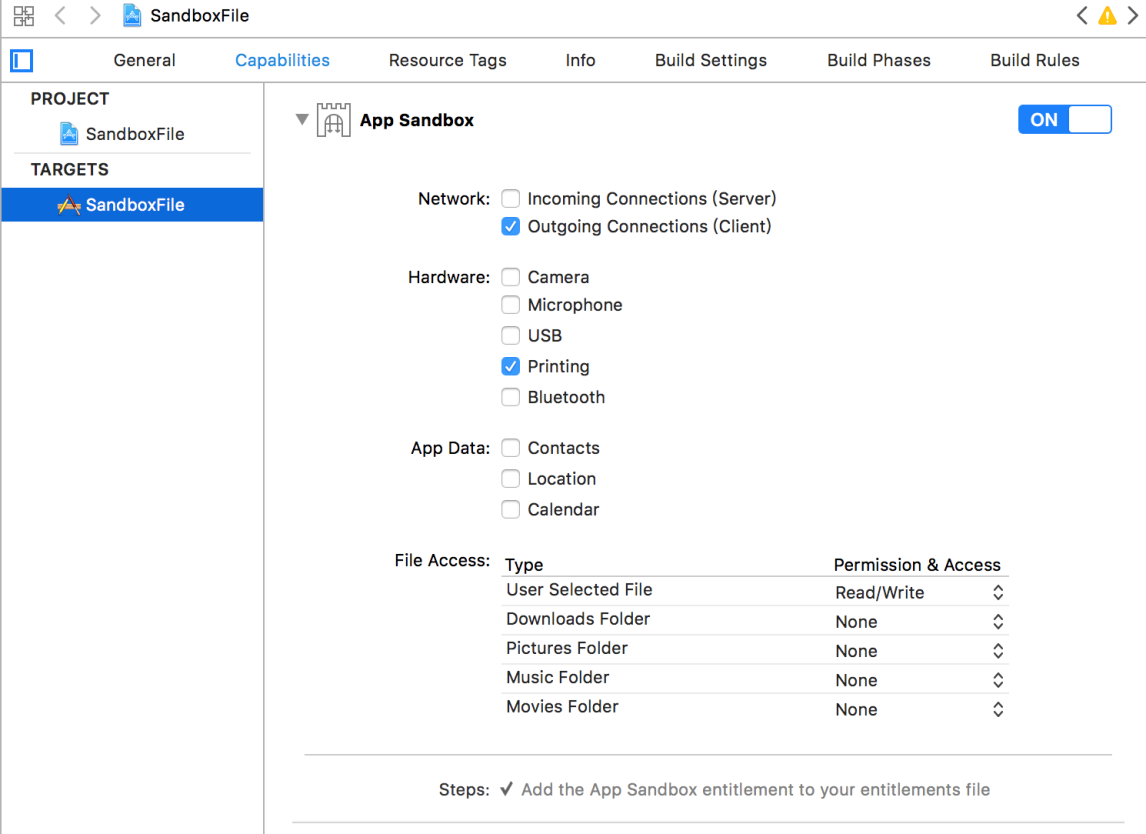 SandboxFile
General Capabilities Resource Tags Info Build Settings Build Phases Build Rules
PROJECT
SandboxFile
TARGETS
SandboxFile
App Sandbox ON
Network: Incoming Connections (Server)
Outgoing Connections (Client)
Hardware: Camera
Microphone
USB
Printing
Bluetooth
App Data: Contacts
Location
Calendar
File Access: Type Permission & Access
User Selected File Read/Write
Downloads Folder None
Pictures Folder None
Music Folder None
Movies Folder None
Steps: ✓ Add the App Sandbox entitlement to your entitlements file